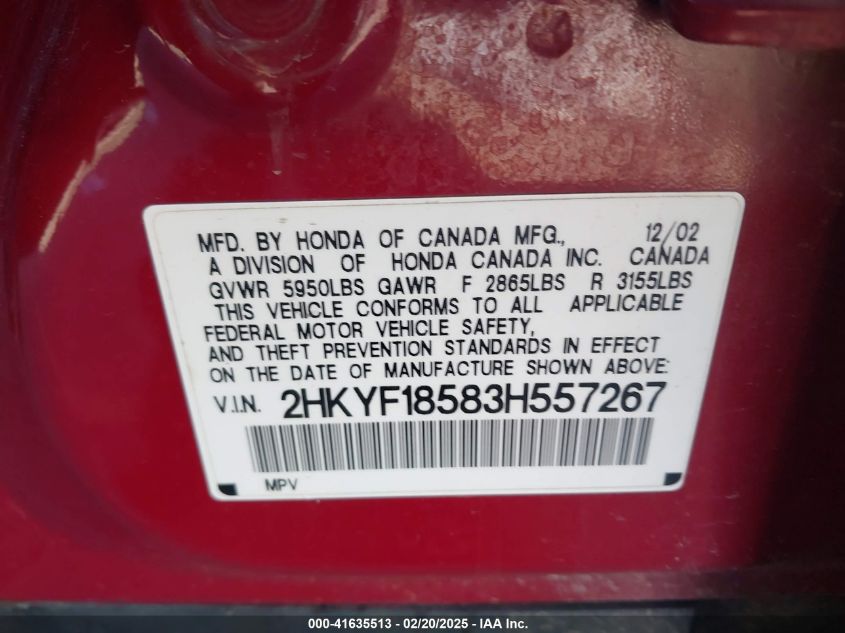 MFD. BY HONDA OF CANADA MFG., 12/02
A DIVISION OF HONDA CANADA INC. CANADA
GVWR 5950LBS GAWR F 2865LBS R 3155LBS
THIS VEHICLE CONFORMS TO ALL APPLICABLE
FEDERAL MOTOR VEHICLE SAFETY,
AND THEFT PREVENTION STANDARDS IN EFFECT
ON THE DATE OF MANUFACTURE SHOWN ABOVE:
V.I.N. 2HKYF18583H557267
MPV
000-41635513 - 02/20/2025 - IAA Inc.